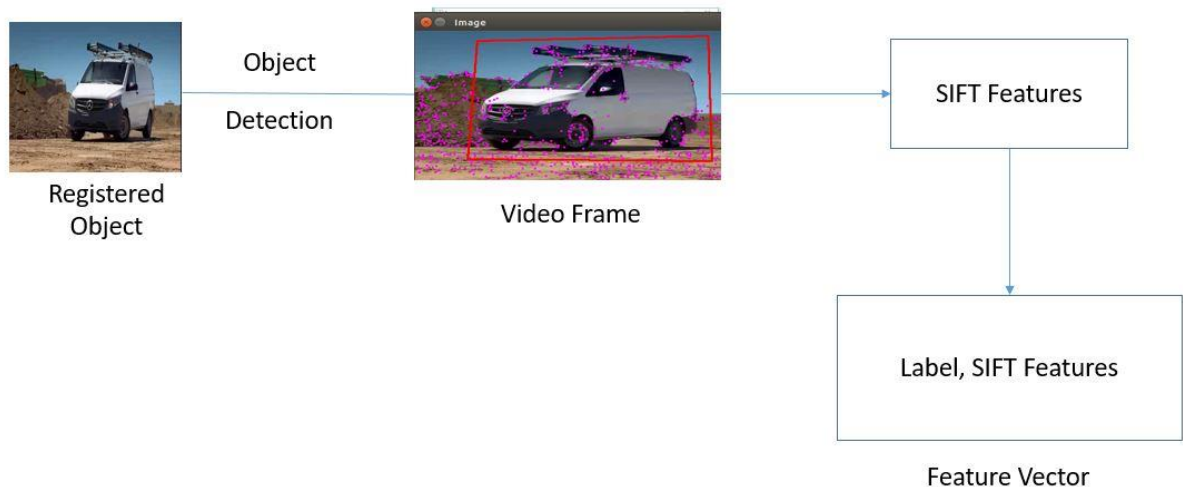 Registered
Object
Object
Detection
Image
Video Frame
SIFT Features
Label, SIFT Features
Feature Vector